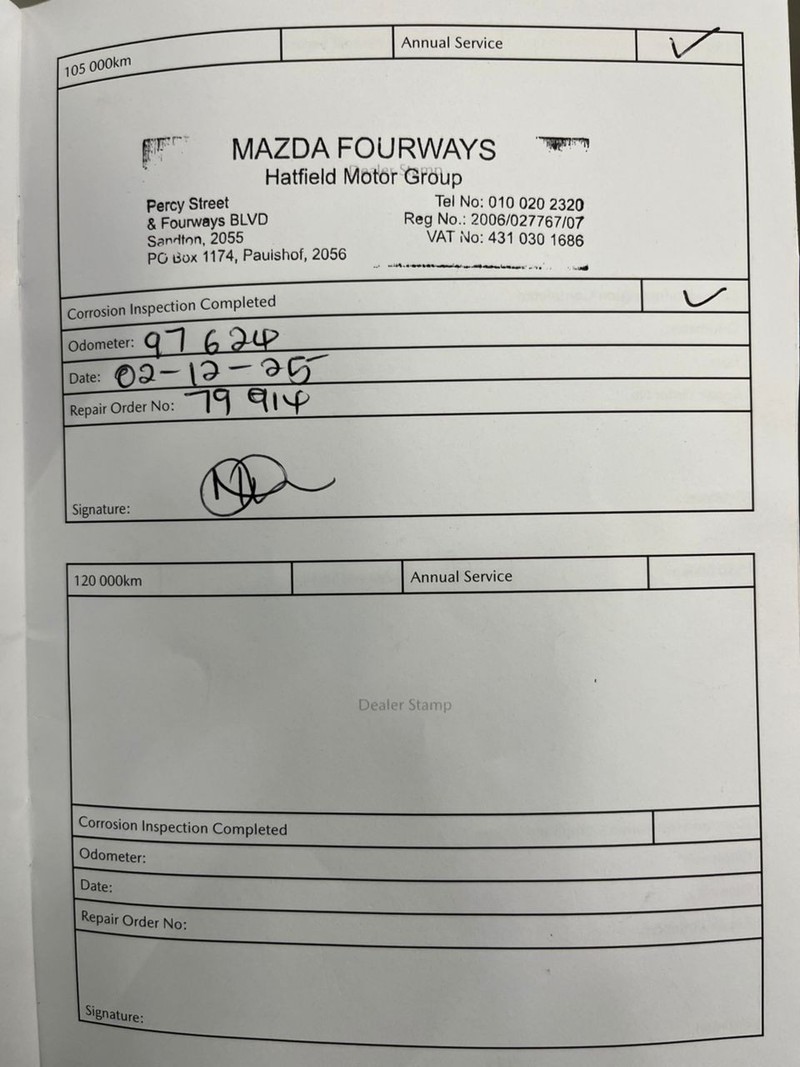 105 000km Annual Service ✓
MAZDA FOURWAYS
Dealer Stamp
Hatfield Motor Group
Percy Street Tel No: 010 020 2320
& Fourways BLVD Reg No.: 2006/027767/07
Sandton, 2055 VAT No: 431 030 1686
PO Box 1174, Paulshof, 2056
Corrosion Inspection Completed ✓
Odometer: 97 624
Date: 02-12-25
Repair Order No: 79 914
Signature:
120 000km Annual Service
Dealer Stamp
Corrosion Inspection Completed
Odometer:
Date:
Repair Order No:
Signature: